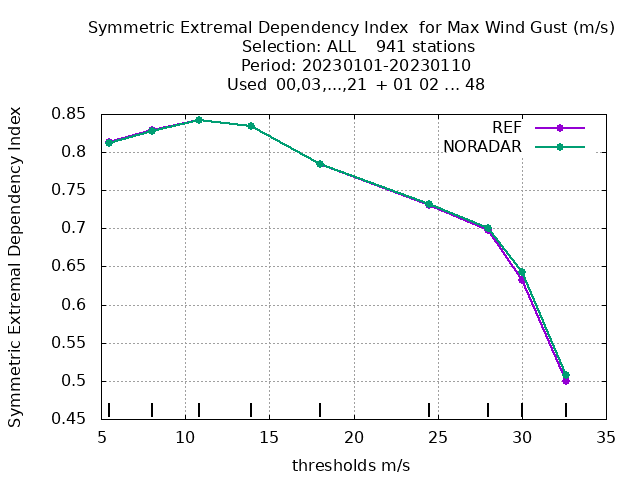 Symmetric Extremal Dependency Index  for Max Wind Gust (m/s)
Selection: ALL    941 stations
Period: 20230101-20230110
Used  00,03,...,21  + 01 02 ... 48
REF
NORADAR
Symmetric Extremal Dependency Index
0.85
0.8
0.75
0.7
0.65
0.6
0.55
0.5
0.45
5 10 15 20 25 30 35
thresholds m/s